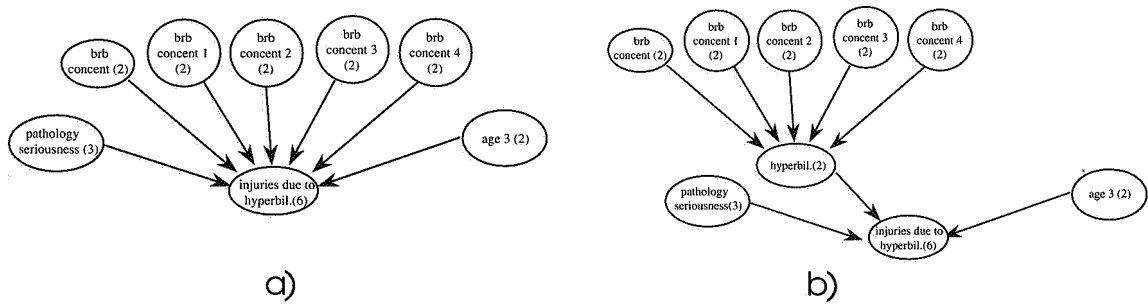 brb
concent (2)
brb
concent 1
(2)
brb
concent 2
(2)
brb
concent 3
(2)
brb
concent 4
(2)
pathology
seriousness (3)
age 3 (2)
injuries due to
hyperbil.(6)
a)
brb
concent (2)
brb
concent 1
(2)
brb
concent 2
(2)
brb
concent 3
(2)
brb
concent 4
(2)
hyperbil.(2)
pathology
seriousness(3)
age 3 (2)
injuries due to
hyperbil.(6)
b)